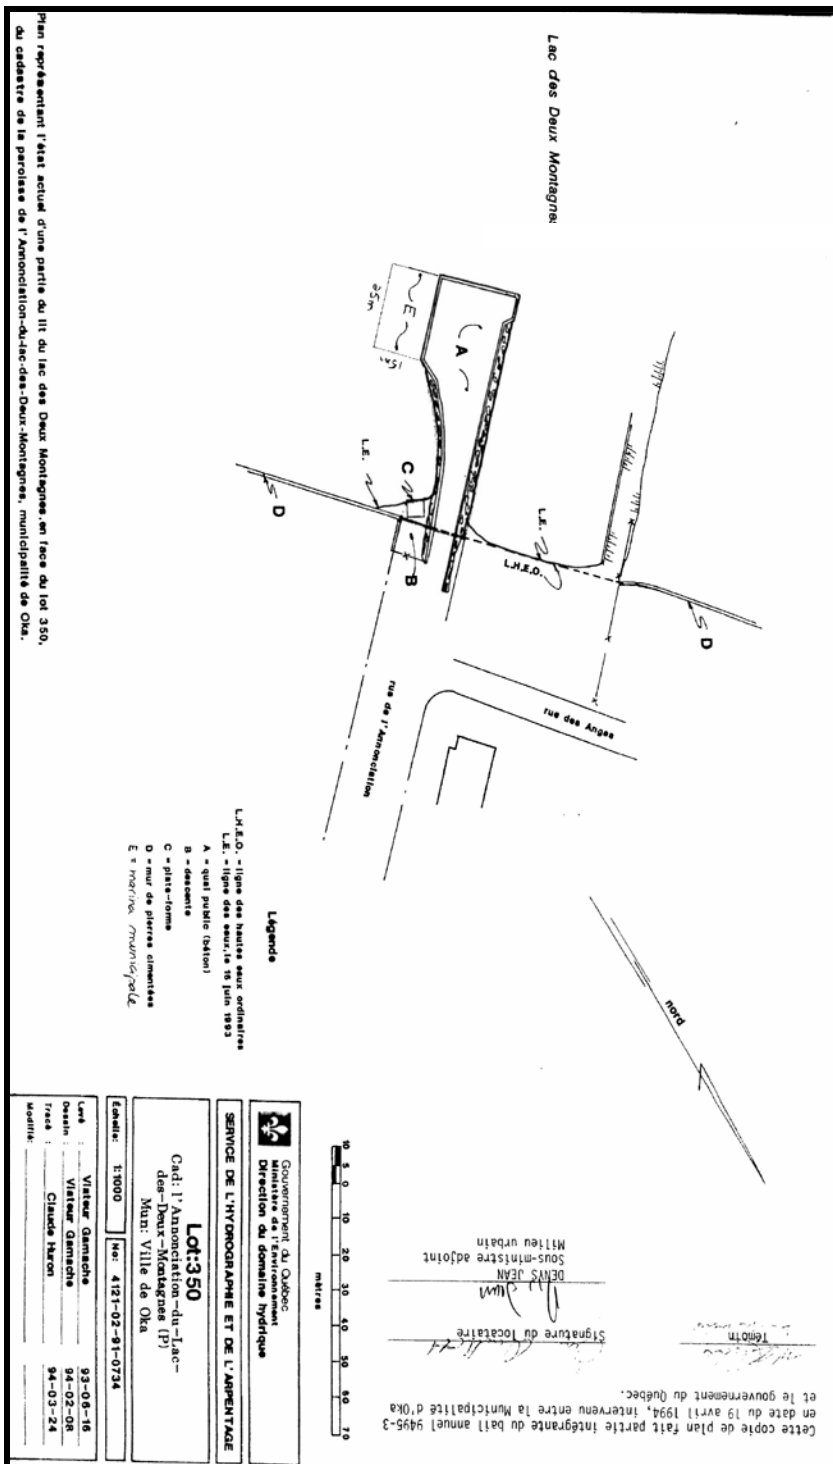 Plan représentant l'état actuel d'une partie du lit du lac des Deux Montagnes, en face du lot 350,
du cadastre de la paroisse de l'Annonciation-du-lac-des-Deux-Montagnes, municipalité de Oka.
Lac des Deux Montagnes
25m
E
15m
A
L.E.
C
D
B
L.E.
L.H.E.O.
D
rue des Anges
rue de l'Annonciation
nord
Légende
L.H.E.O. = ligne des hautes eaux ordinaires
L.E. = ligne des eaux, le 16 juin 1993
A = quai public (béton)
B = descente
C = plate-forme
D = mur de pierres cimentées
E = marina municipale
10 5 0 10 20 30 40 50 60 70
mètres
Gouvernement du Québec
Ministère de l'Environnement
Direction du domaine hydrique
SERVICE DE L'HYDROGRAPHIE ET DE L'ARPENTAGE
Lot:350
Cad: l'Annonciation-du-Lac-
des-Deux-Montagnes (P)
Mun: Ville de Oka
Échelle: 1:1000
No: 4121-02-91-0734
Levé : Viateur Gamache 93-06-16
Dessin : Viateur Gamache 94-02-08
Tracé : Claude Huron 94-03-24
Modifié:
Cette copie de plan fait partie intégrante du bail annuel 9495-3
en date du 19 avril 1994, intervenu entre la Municipalité d'Oka
et le gouvernement du Québec.
Témoin
Signature du locataire
DENYS JEAN
Sous-ministre adjoint
Milieu urbain